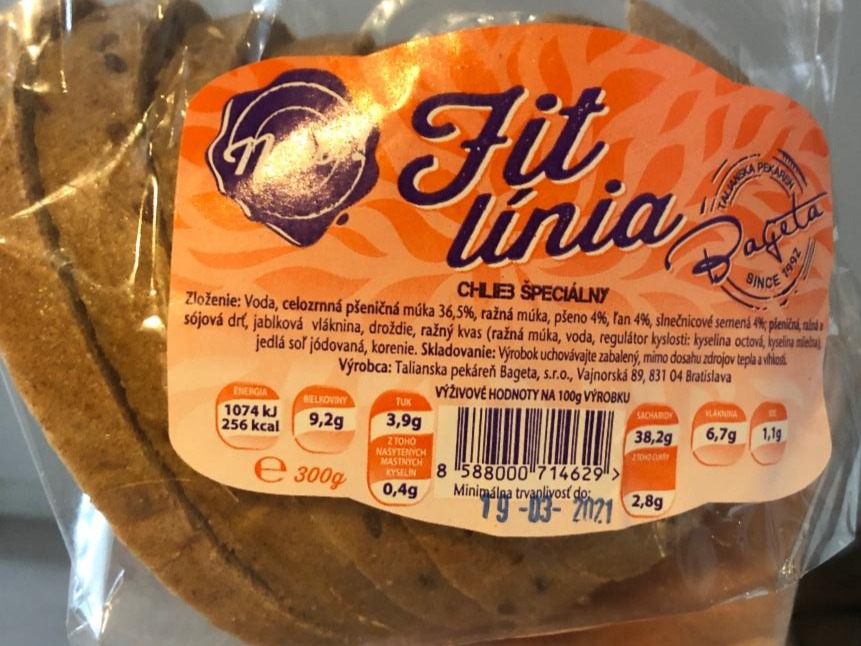 Fit
línia
TALIANSKA PEKÁREŇ
Bageta
SINCE 1992
CHLIEB ŠPECIÁLNY
Zloženie: Voda, celozrnná pšeničná múka 36,5%, ražná múka, pšeno 4%, ľan 4%, slnečnicové semená 4%, pšeničná, ražná a
sójová drť, jablková vláknina, droždie, ražný kvas (ražná múka, voda, regulátor kyslosti: kyselina octová, kyselina mliečna),
jedlá soľ jódovaná, korenie. Skladovanie: Výrobok uchovávajte zabalený, mimo dosahu zdrojov tepla a vlhkosti.
Výrobca: Talianska pekáreň Bageta, s.r.o., Vajnorská 89, 831 04 Bratislava
VÝŽIVOVÉ HODNOTY NA 100g VÝROBKU
ENERGIA
1074 kJ
256 kcal
BIELKOVINY
9,2g
TUK
3,9g
Z TOHO
NASÝTENÝCH
MASTNÝCH
KYSELÍN
0,4g
SACHARIDY
38,2g
Z TOHO CUKRY
2,8g
VLÁKNINA
6,7g
1,1g
e 300g
8 588000 714629 >
Minimálna trvanlivosť do:
19 -03- 2021